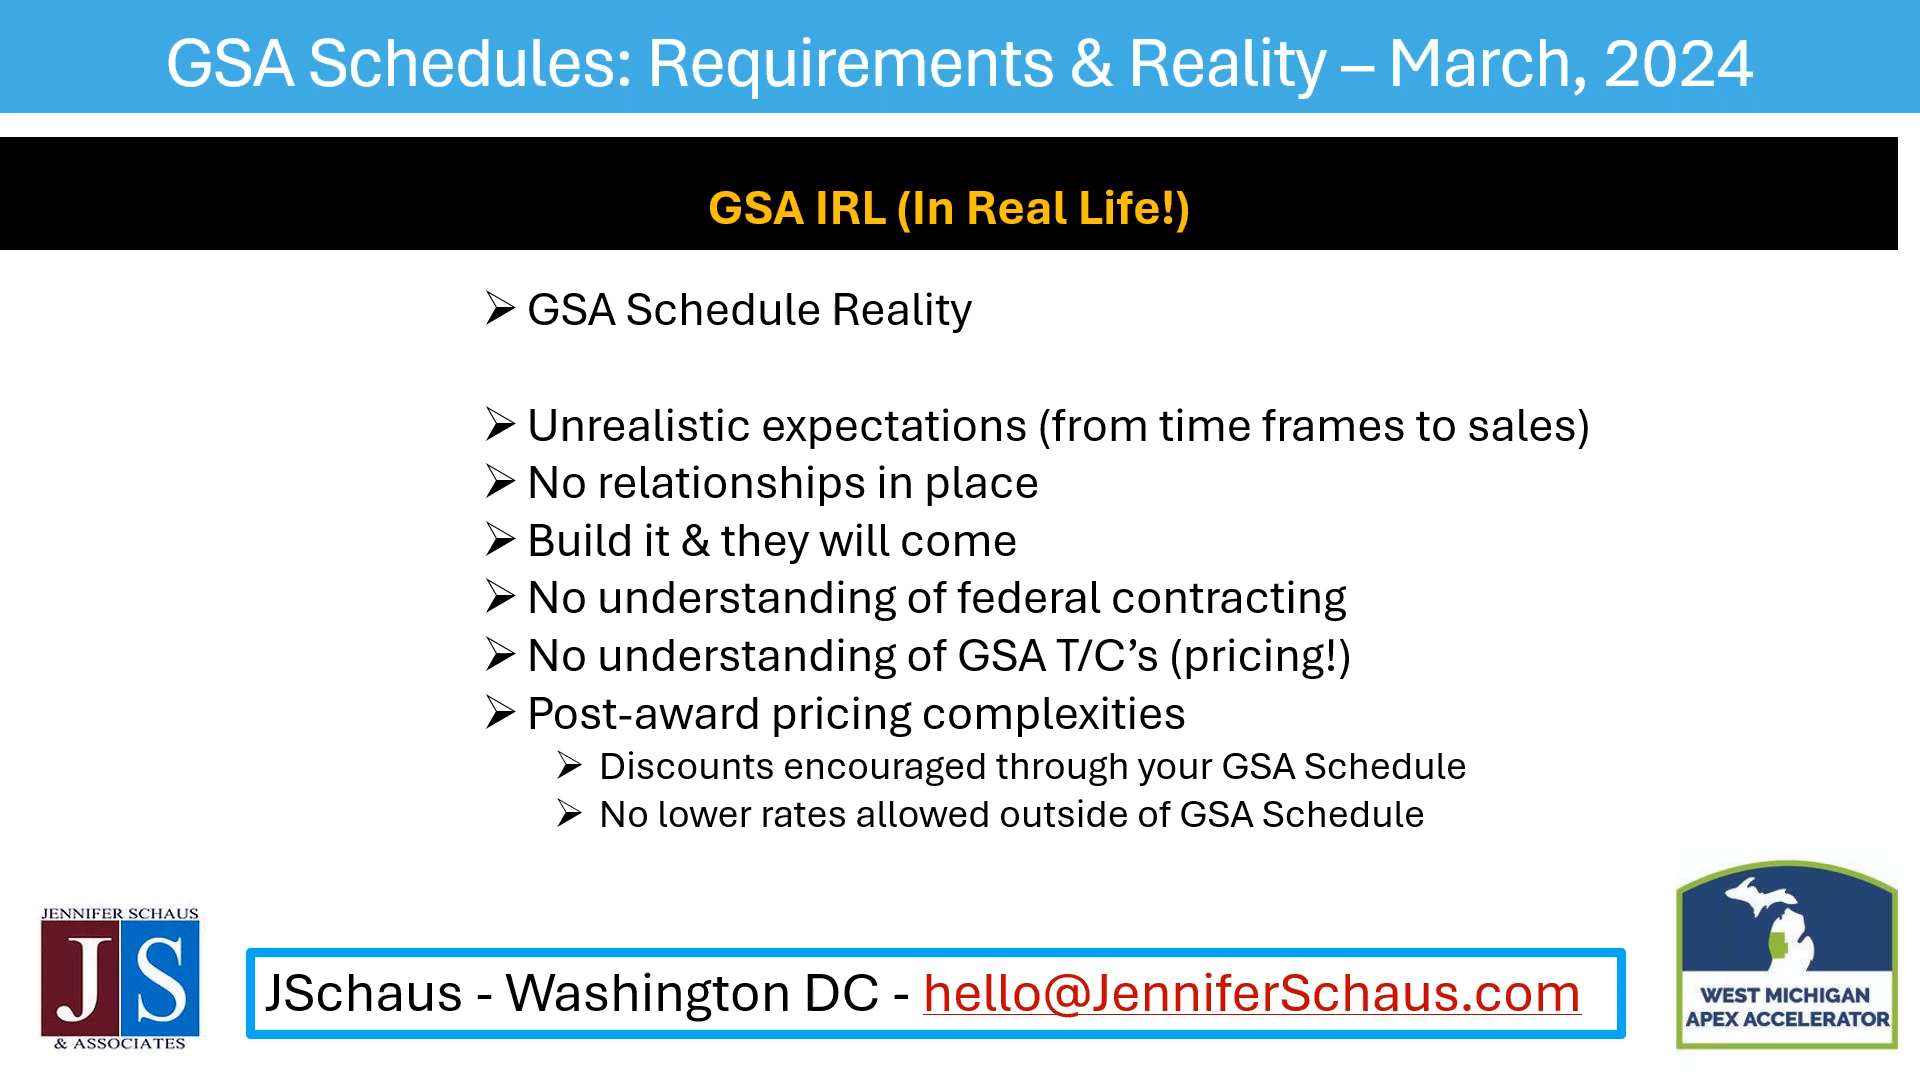 GSA Schedules: Requirements & Reality – March, 2024
GSA IRL (In Real Life!)
➢ GSA Schedule Reality
➢ Unrealistic expectations (from time frames to sales)
➢ No relationships in place
➢ Build it & they will come
➢ No understanding of federal contracting
➢ No understanding of GSA T/C’s (pricing!)
➢ Post-award pricing complexities
➢ Discounts encouraged through your GSA Schedule
➢ No lower rates allowed outside of GSA Schedule
JENNIFER SCHAUS
JS
& ASSOCIATES
JSchaus - Washington DC - hello@JenniferSchaus.com
WEST MICHIGAN
APEX ACCELERATOR